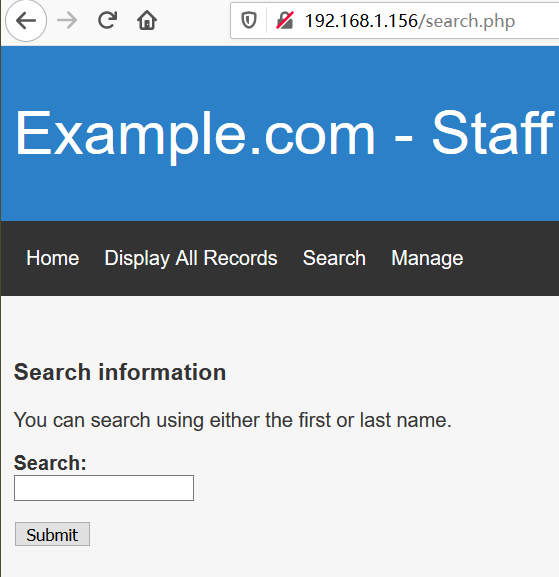 192.168.1.156/search.php
Example.com - Staff
Home Display All Records Search Manage
Search information
You can search using either the first or last name.
Search:
Submit